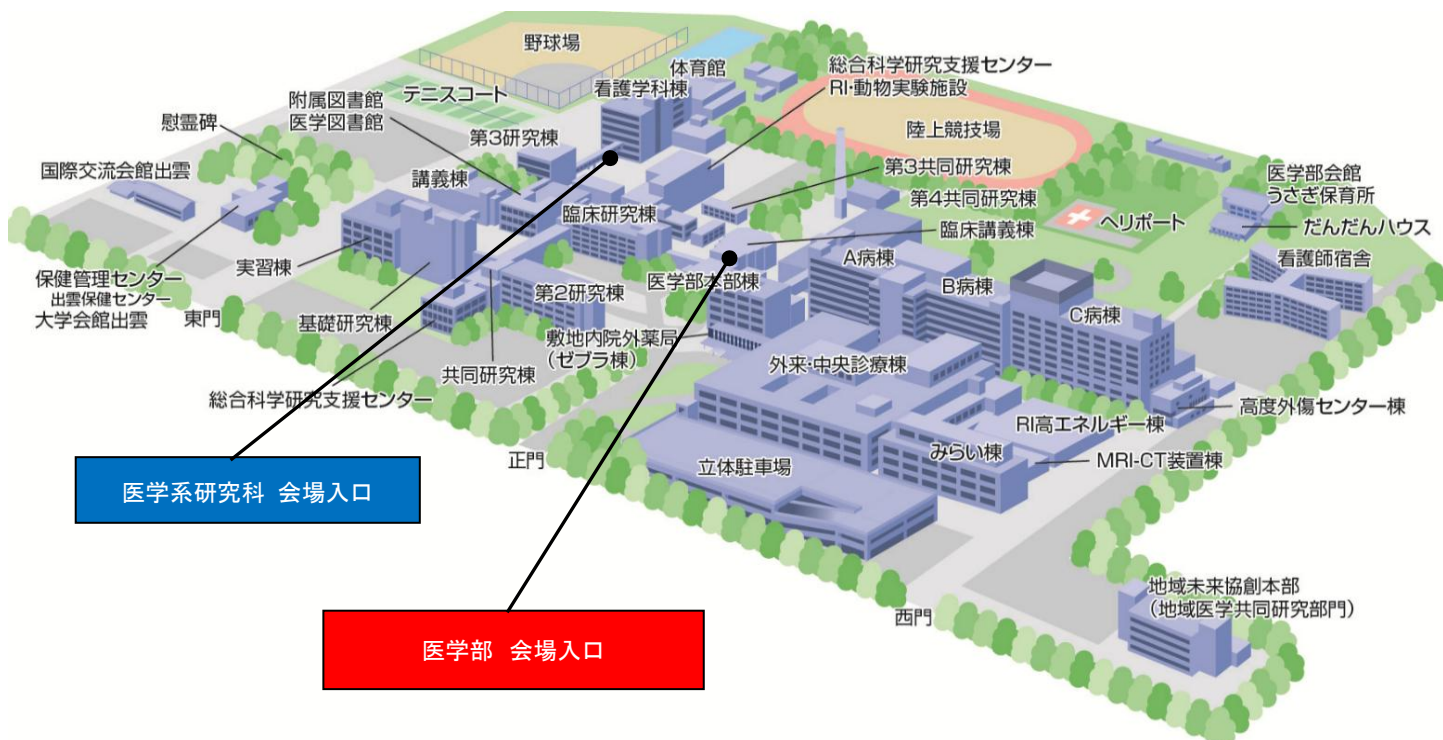 野球場
体育館
総合科学研究支援センター
RI・動物実験施設
看護学科棟
テニスコート
附属図書館
医学図書館
慰霊碑
第3研究棟
陸上競技場
国際交流会館出雲
講義棟
第3共同研究棟
医学部会館
うさぎ保育所
第4共同研究棟
臨床研究棟
ヘリポート
だんだんハウス
臨床講義棟
A病棟
看護師宿舎
実習棟
保健管理センター
出雲保健センター
大学会館出雲
医学部本部棟
B病棟
第2研究棟
C病棟
東門
基礎研究棟
敷地内院外薬局
(ゼブラ棟)
外来・中央診療棟
共同研究棟
総合科学研究支援センター
高度外傷センター棟
RI高エネルギー棟
みらい棟
MRI-CT装置棟
正門
立体駐車場
医学系研究科 会場入口
地域未来協創本部
(地域医学共同研究部門)
西門
医学部 会場入口